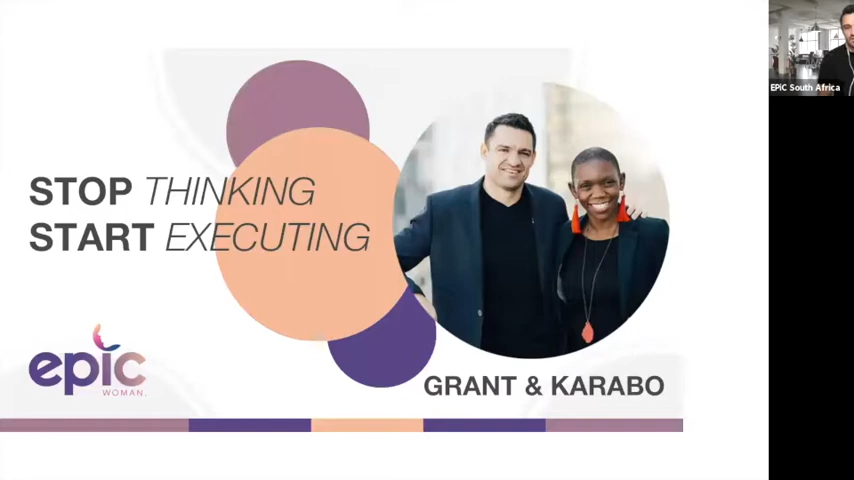 EPiC South Africa
STOP THINKING
START EXECUTING
epic
WOMAN.
GRANT & KARABO